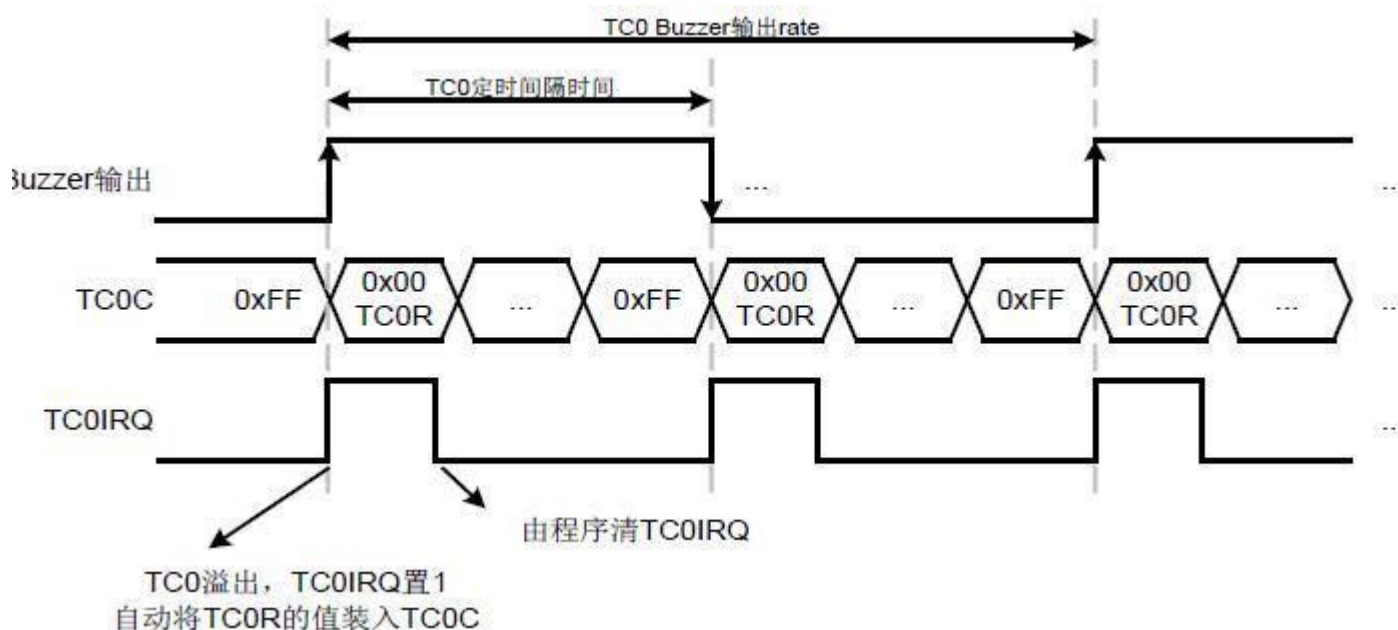 TC0 Buzzer输出rate
TC0定时间隔时间
Buzzer输出
...
...
TC0C
0xFF
0x00
TC0R
...
0xFF
0x00
TC0R
...
0xFF
0x00
TC0R
...
...
TC0IRQ
...
由程序清TC0IRQ
TC0溢出，TC0IRQ置1
自动将TC0R的值装入TC0C